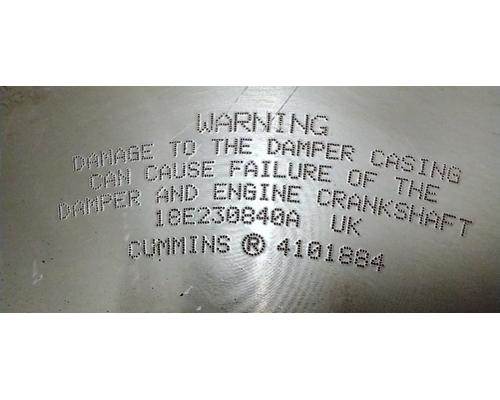 WARNING
DAMAGE TO THE DAMPER CASING
CAN CAUSE FAILURE OF THE
DAMPER AND ENGINE CRANKSHAFT
18E230840A UK
CUMMINS ® 4101884